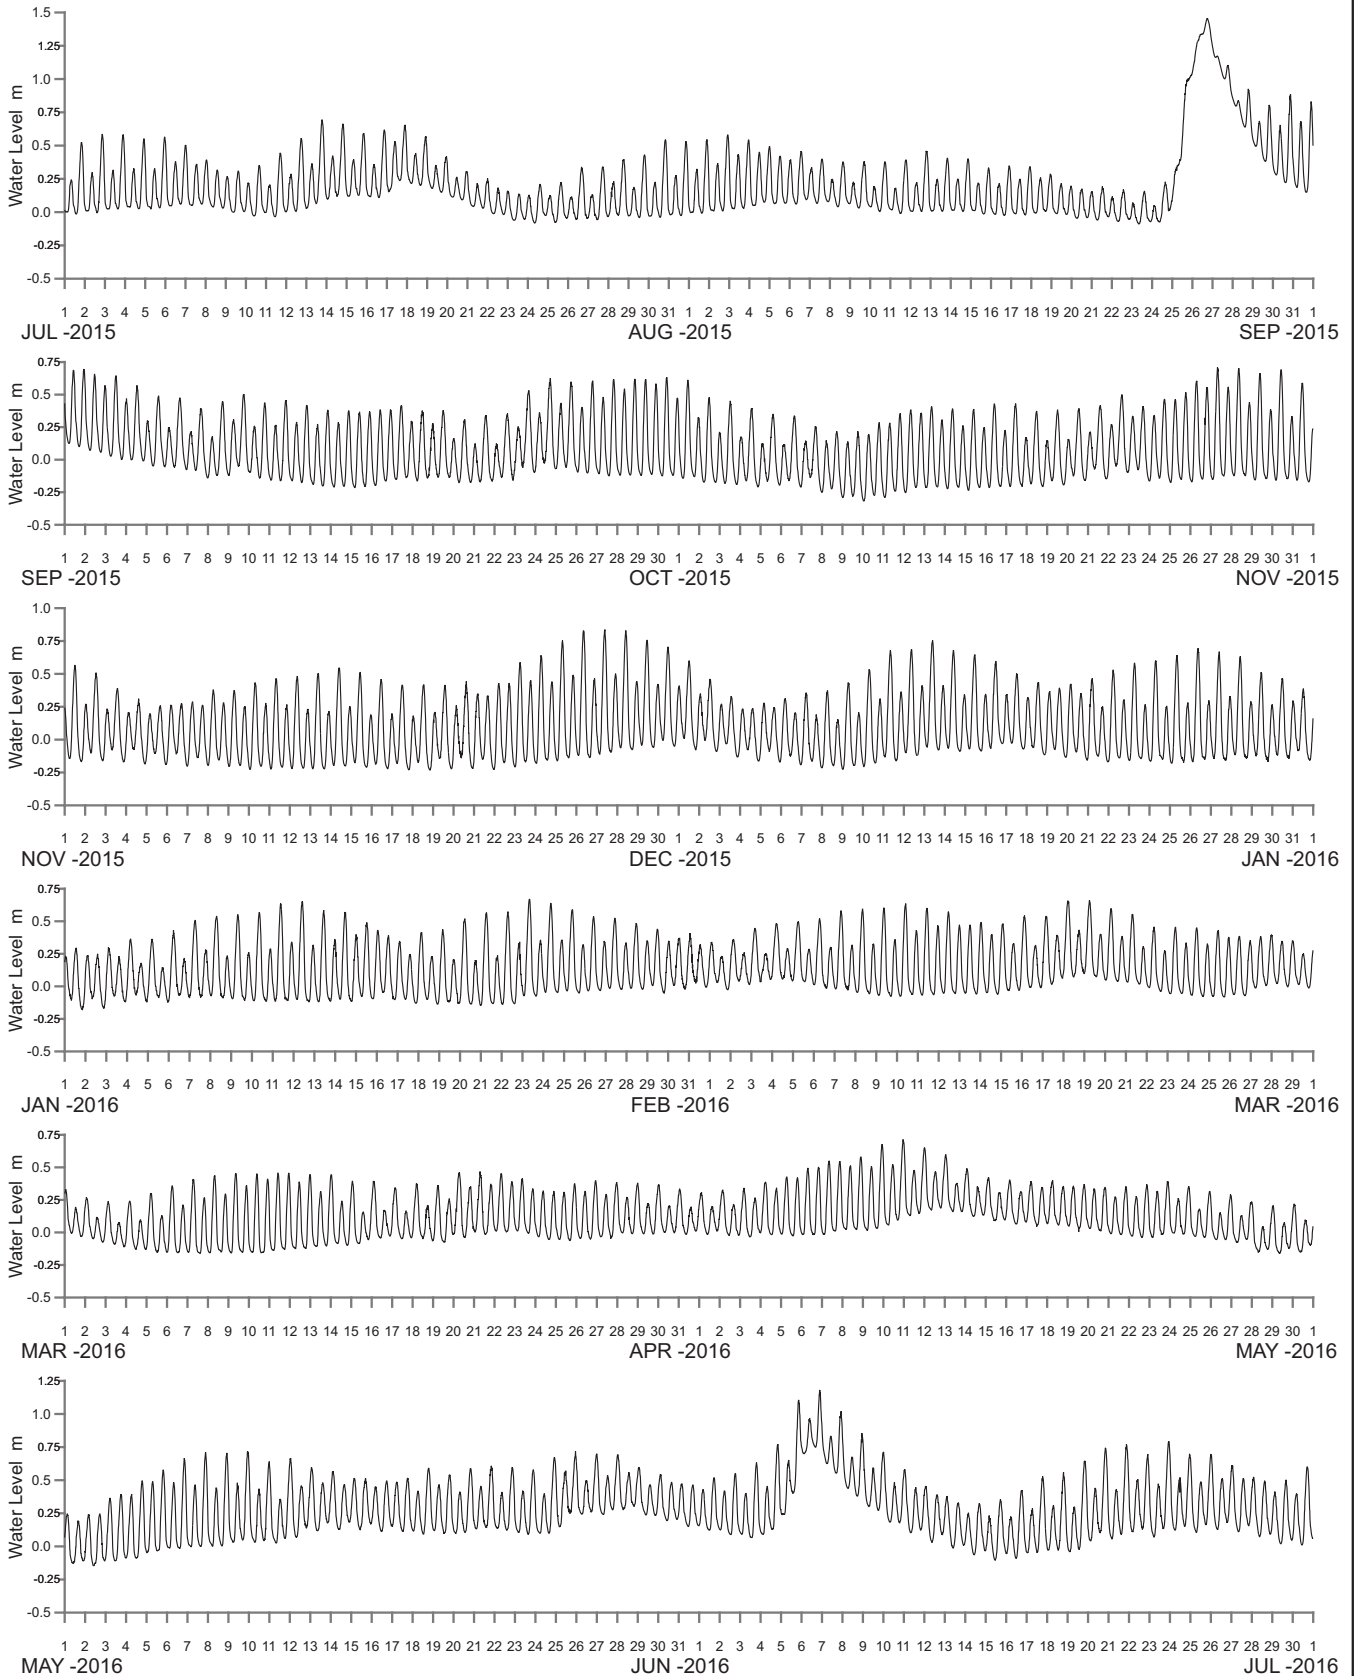 1.5
1.25
1.0
0.75
0.5
0.25
0.0
-0.25
-0.5
Water Level m
1 2 3 4 5 6 7 8 9 10 11 12 13 14 15 16 17 18 19 20 21 22 23 24 25 26 27 28 29 30 31 1 2 3 4 5 6 7 8 9 10 11 12 13 14 15 16 17 18 19 20 21 22 23 24 25 26 27 28 29 30 31 1
JUL -2015 AUG -2015 SEP -2015
0.75
0.5
0.25
0.0
-0.25
-0.5
Water Level m
1 2 3 4 5 6 7 8 9 10 11 12 13 14 15 16 17 18 19 20 21 22 23 24 25 26 27 28 29 30 1 2 3 4 5 6 7 8 9 10 11 12 13 14 15 16 17 18 19 20 21 22 23 24 25 26 27 28 29 30 31 1
SEP -2015 OCT -2015 NOV -2015
1.0
0.75
0.5
0.25
0.0
-0.25
-0.5
Water Level m
1 2 3 4 5 6 7 8 9 10 11 12 13 14 15 16 17 18 19 20 21 22 23 24 25 26 27 28 29 30 1 2 3 4 5 6 7 8 9 10 11 12 13 14 15 16 17 18 19 20 21 22 23 24 25 26 27 28 29 30 31 1
NOV -2015 DEC -2015 JAN -2016
0.75
0.5
0.25
0.0
-0.25
-0.5
Water Level m
1 2 3 4 5 6 7 8 9 10 11 12 13 14 15 16 17 18 19 20 21 22 23 24 25 26 27 28 29 30 31 1 2 3 4 5 6 7 8 9 10 11 12 13 14 15 16 17 18 19 20 21 22 23 24 25 26 27 28 29 1
JAN -2016 FEB -2016 MAR -2016
0.75
0.5
0.25
0.0
-0.25
-0.5
Water Level m
1 2 3 4 5 6 7 8 9 10 11 12 13 14 15 16 17 18 19 20 21 22 23 24 25 26 27 28 29 30 31 1 2 3 4 5 6 7 8 9 10 11 12 13 14 15 16 17 18 19 20 21 22 23 24 25 26 27 28 29 30 1
MAR -2016 APR -2016 MAY -2016
1.25
1.0
0.75
0.5
0.25
0.0
-0.25
-0.5
Water Level m
1 2 3 4 5 6 7 8 9 10 11 12 13 14 15 16 17 18 19 20 21 22 23 24 25 26 27 28 29 30 31 1 2 3 4 5 6 7 8 9 10 11 12 13 14 15 16 17 18 19 20 21 22 23 24 25 26 27 28 29 30 1
MAY -2016 JUN -2016 JUL -2016